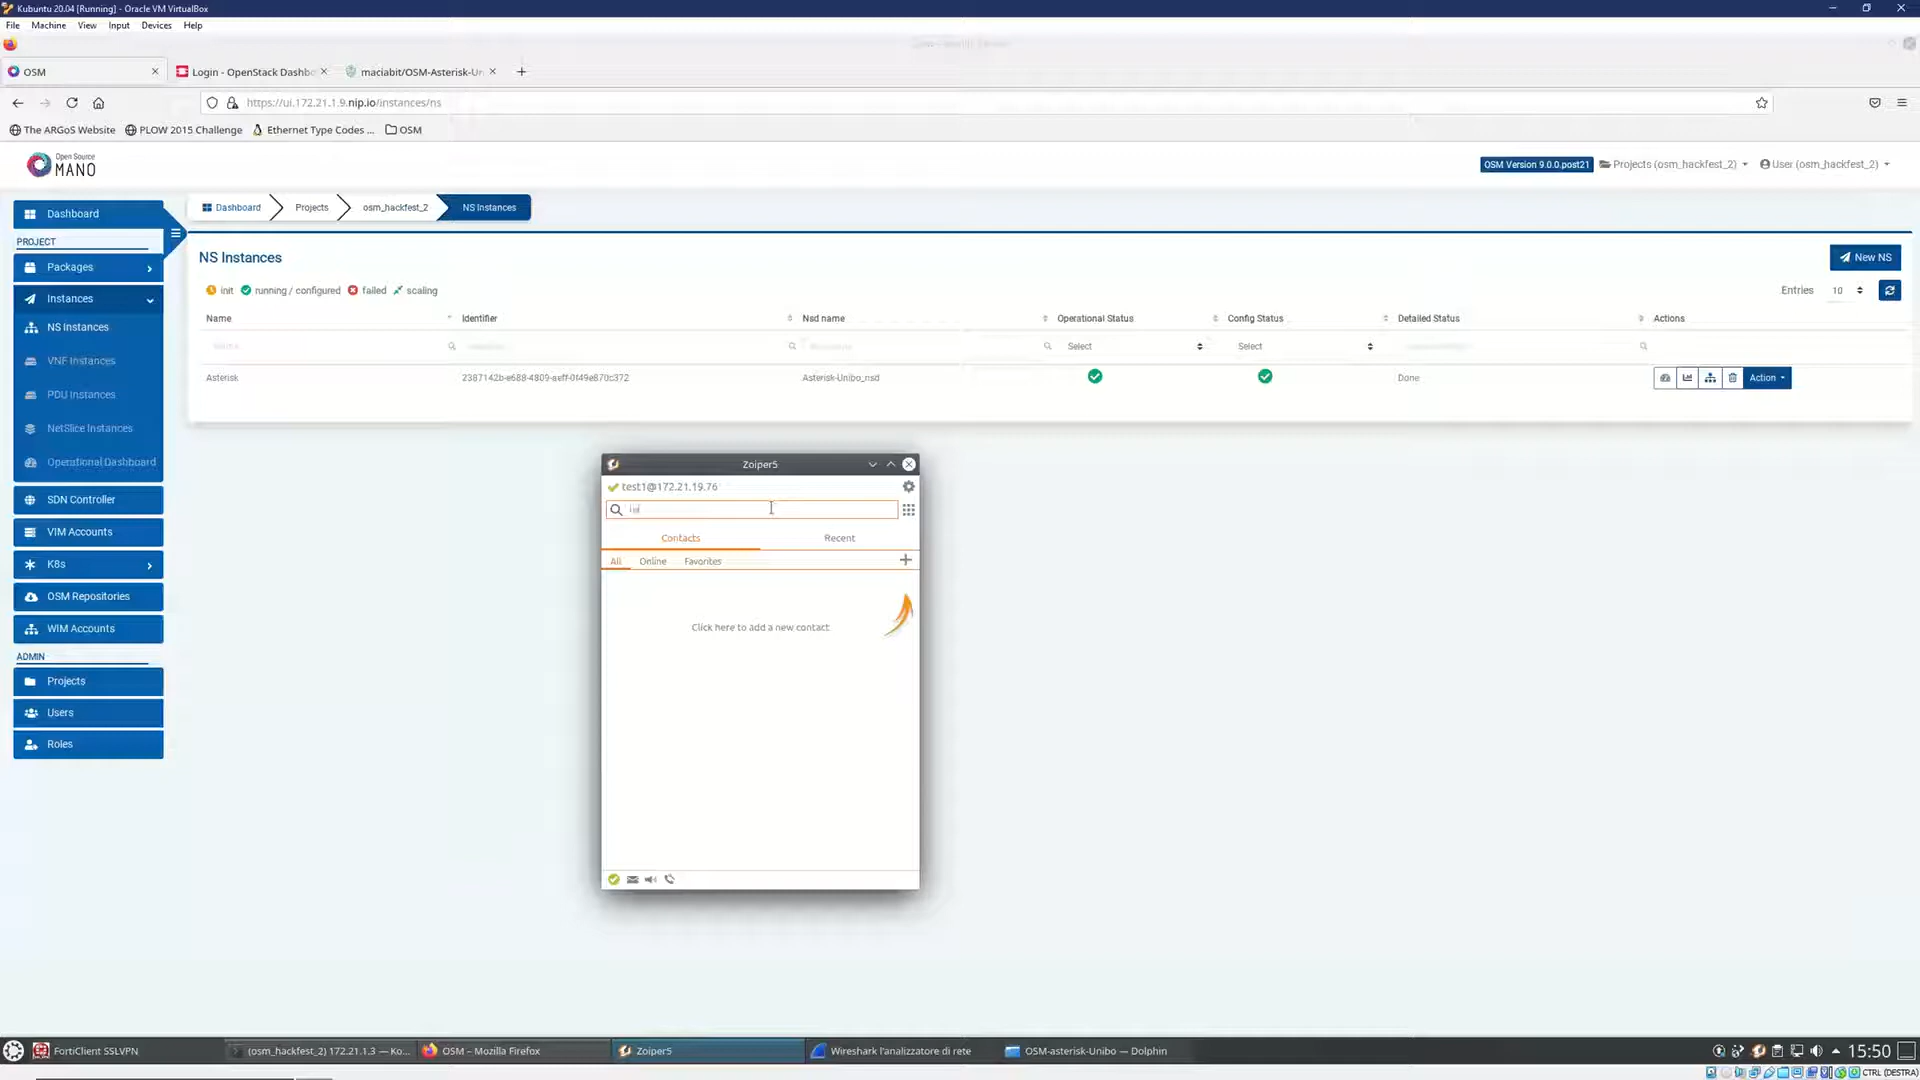 Kubuntu 20.04 [Running] - Oracle VM VirtualBox
File Machine View Input Devices Help
OSM
Login - OpenStack Dashbo
maciabit/OSM-Asterisk-Un
https://ui.172.21.1.9.nip.io/instances/ns
The ARGoS Website
PLOW 2015 Challenge
Ethernet Type Codes ...
OSM
Open Source
MANO
OSM Version 9.0.0.post21
Projects (osm_hackfest_2)
User (osm_hackfest_2)
Dashboard
PROJECT
Packages
Instances
NS Instances
VNF Instances
PDU Instances
NetSlice Instances
Operational Dashboard
SDN Controller
VIM Accounts
K8s
OSM Repositories
WIM Accounts
ADMIN
Projects
Users
Roles
Dashboard
Projects
osm_hackfest_2
NS Instances
NS Instances
New NS
init running / configured failed scaling
Entries 10
Name Identifier Nsd name Operational Status Config Status Detailed Status Actions
Select Select
Asterisk 2387142b-e688-4809-aeff-0f49e870c372 Asterisk-Unibo_nsd Done Action
Zoiper5
test1@172.21.19.76
Contacts Recent
All Online Favorites
Click here to add a new contact
FortiClient SSLVPN
(osm_hackfest_2) 172.21.1.3 — Ko...
OSM – Mozilla Firefox
Zoiper5
Wireshark l'analizzatore di rete
OSM-asterisk-Unibo — Dolphin
15:50
CTRL (DESTRA)